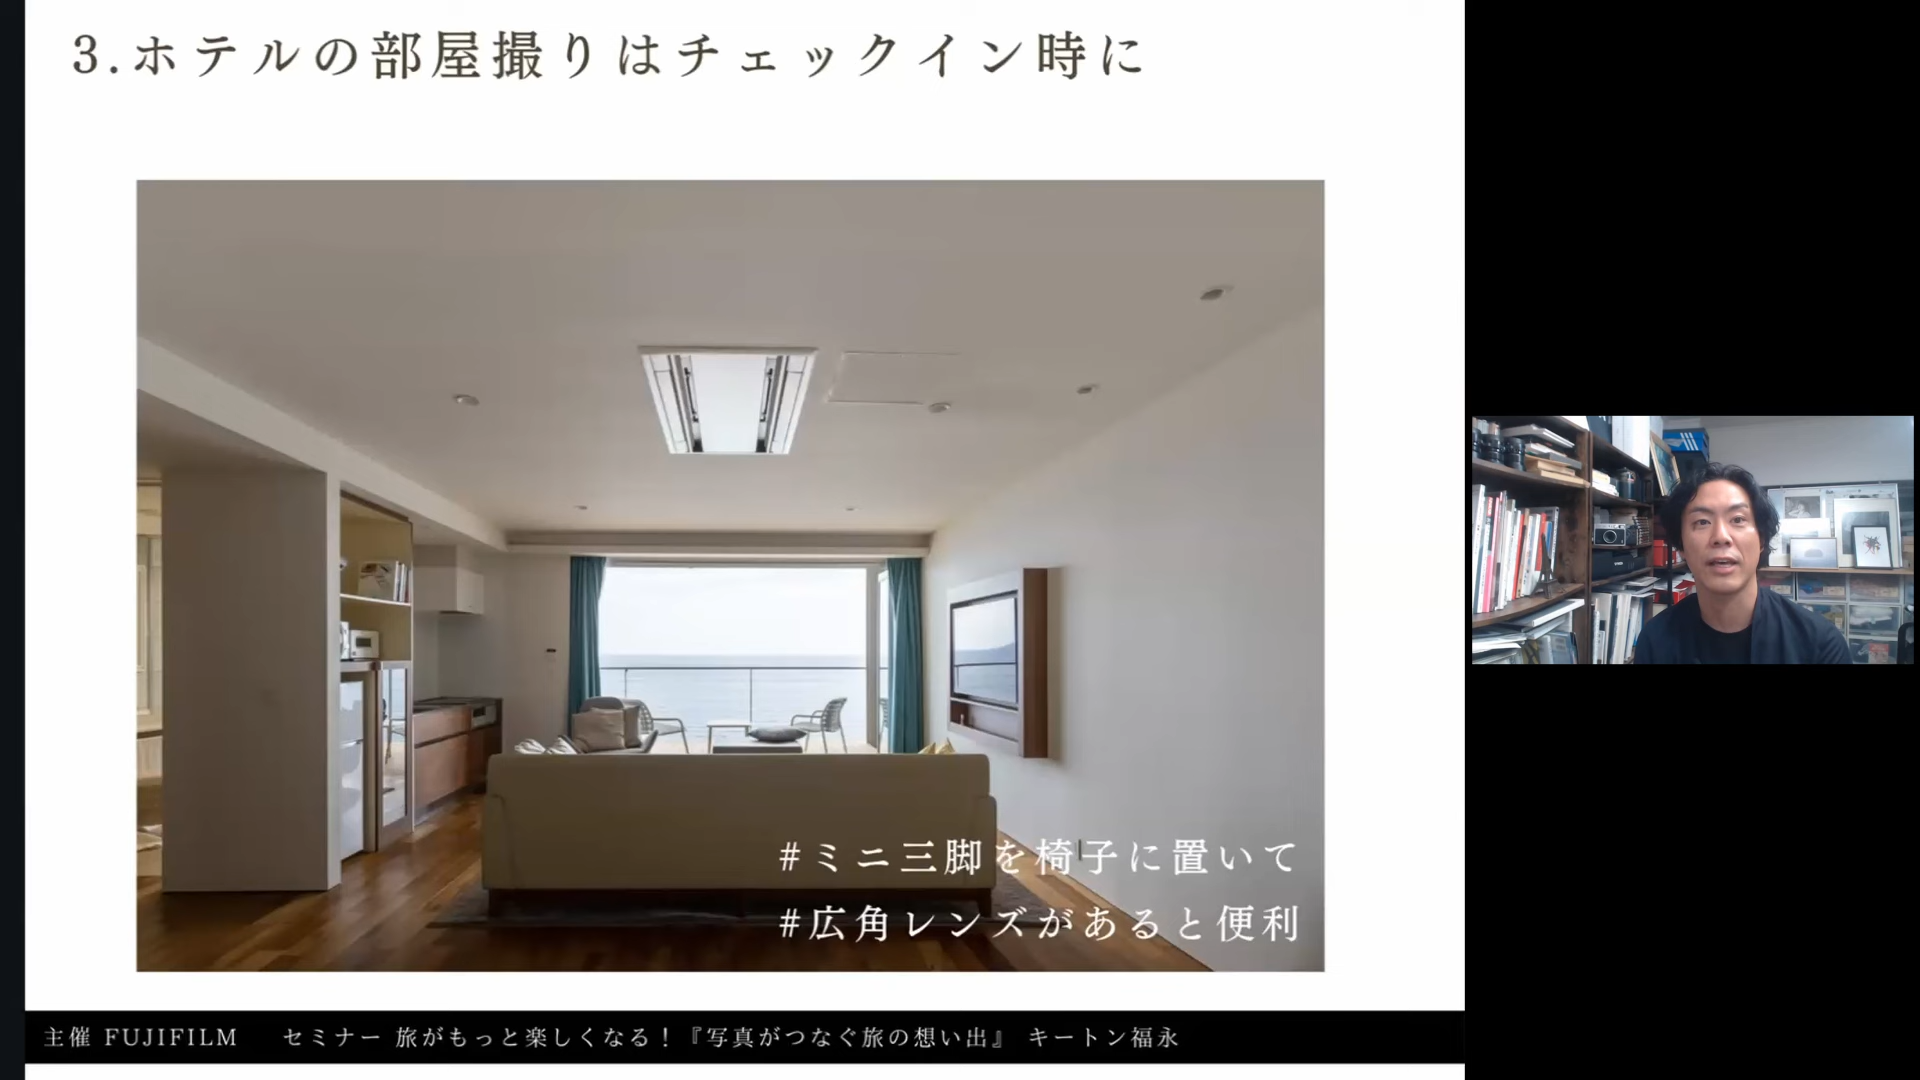 3.ホテルの部屋撮りはチェックイン時に
#ミニ三脚を椅子に置いて
#広角レンズがあると便利
主催 FUJIFILM セミナー 旅がもっと楽しくなる！『写真がつなぐ旅の想い出』 キートン福永